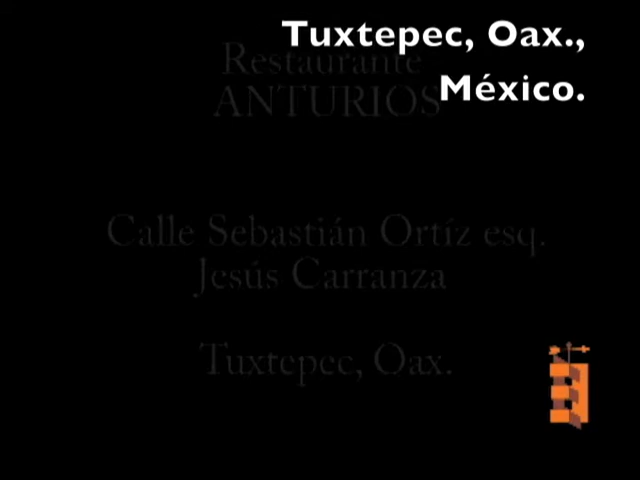 Tuxtepec, Oax.,
México.
Restaurante
ANTURIOS
Calle Sebastián Ortíz esq.
Jesús Carranza
Tuxtepec, Oax.